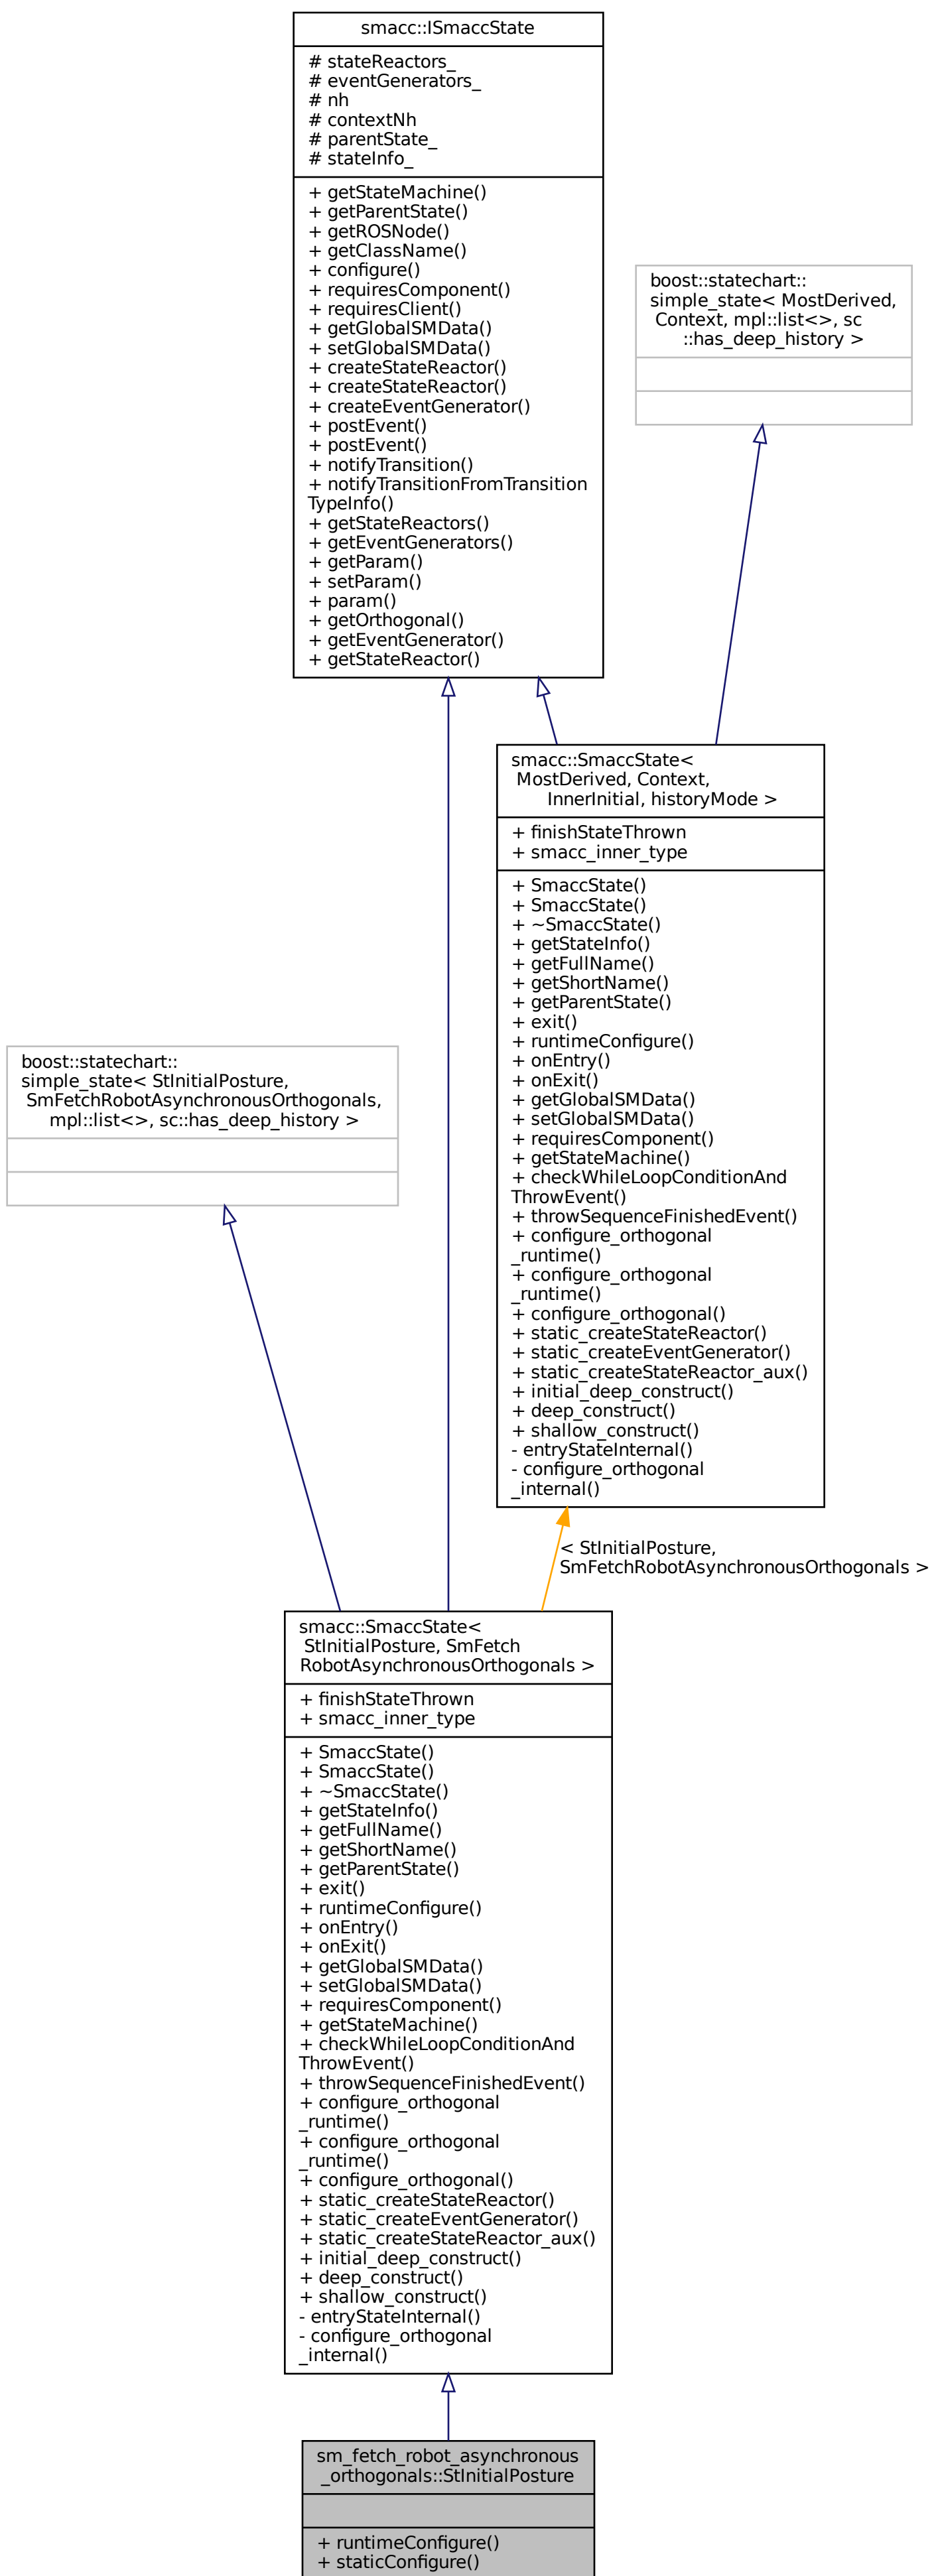 smacc::ISmaccState
# stateReactors_
# eventGenerators_
# nh
# contextNh
# parentState_
# stateInfo_
+ getStateMachine()
+ getParentState()
+ getROSNode()
+ getClassName()
+ configure()
+ requiresComponent()
+ requiresClient()
+ getGlobalSMData()
+ setGlobalSMData()
+ createStateReactor()
+ createStateReactor()
+ createEventGenerator()
+ postEvent()
+ postEvent()
+ notifyTransition()
+ notifyTransitionFromTransition
TypeInfo()
+ getStateReactors()
+ getEventGenerators()
+ getParam()
+ setParam()
+ param()
+ getOrthogonal()
+ getEventGenerator()
+ getStateReactor()
boost::statechart::
simple_state< MostDerived,
Context, mpl::list<>, sc
::has_deep_history >
smacc::SmaccState<
MostDerived, Context,
InnerInitial, historyMode >
+ finishStateThrown
+ smacc_inner_type
+ SmaccState()
+ SmaccState()
+ ~SmaccState()
+ getStateInfo()
+ getFullName()
+ getShortName()
+ getParentState()
+ exit()
+ runtimeConfigure()
+ onEntry()
+ onExit()
+ getGlobalSMData()
+ setGlobalSMData()
+ requiresComponent()
+ getStateMachine()
+ checkWhileLoopConditionAnd
ThrowEvent()
+ throwSequenceFinishedEvent()
+ configure_orthogonal
_runtime()
+ configure_orthogonal
_runtime()
+ configure_orthogonal()
+ static_createStateReactor()
+ static_createEventGenerator()
+ static_createStateReactor_aux()
+ initial_deep_construct()
+ deep_construct()
+ shallow_construct()
- entryStateInternal()
- configure_orthogonal
_internal()
boost::statechart::
simple_state< StInitialPosture,
SmFetchRobotAsynchronousOrthogonals,
mpl::list<>, sc::has_deep_history >
< StInitialPosture,
SmFetchRobotAsynchronousOrthogonals >
smacc::SmaccState<
StInitialPosture, SmFetch
RobotAsynchronousOrthogonals >
+ finishStateThrown
+ smacc_inner_type
+ SmaccState()
+ SmaccState()
+ ~SmaccState()
+ getStateInfo()
+ getFullName()
+ getShortName()
+ getParentState()
+ exit()
+ runtimeConfigure()
+ onEntry()
+ onExit()
+ getGlobalSMData()
+ setGlobalSMData()
+ requiresComponent()
+ getStateMachine()
+ checkWhileLoopConditionAnd
ThrowEvent()
+ throwSequenceFinishedEvent()
+ configure_orthogonal
_runtime()
+ configure_orthogonal
_runtime()
+ configure_orthogonal()
+ static_createStateReactor()
+ static_createEventGenerator()
+ static_createStateReactor_aux()
+ initial_deep_construct()
+ deep_construct()
+ shallow_construct()
- entryStateInternal()
- configure_orthogonal
_internal()
sm_fetch_robot_asynchronous
_orthogonals::StInitialPosture
+ runtimeConfigure()
+ staticConfigure()